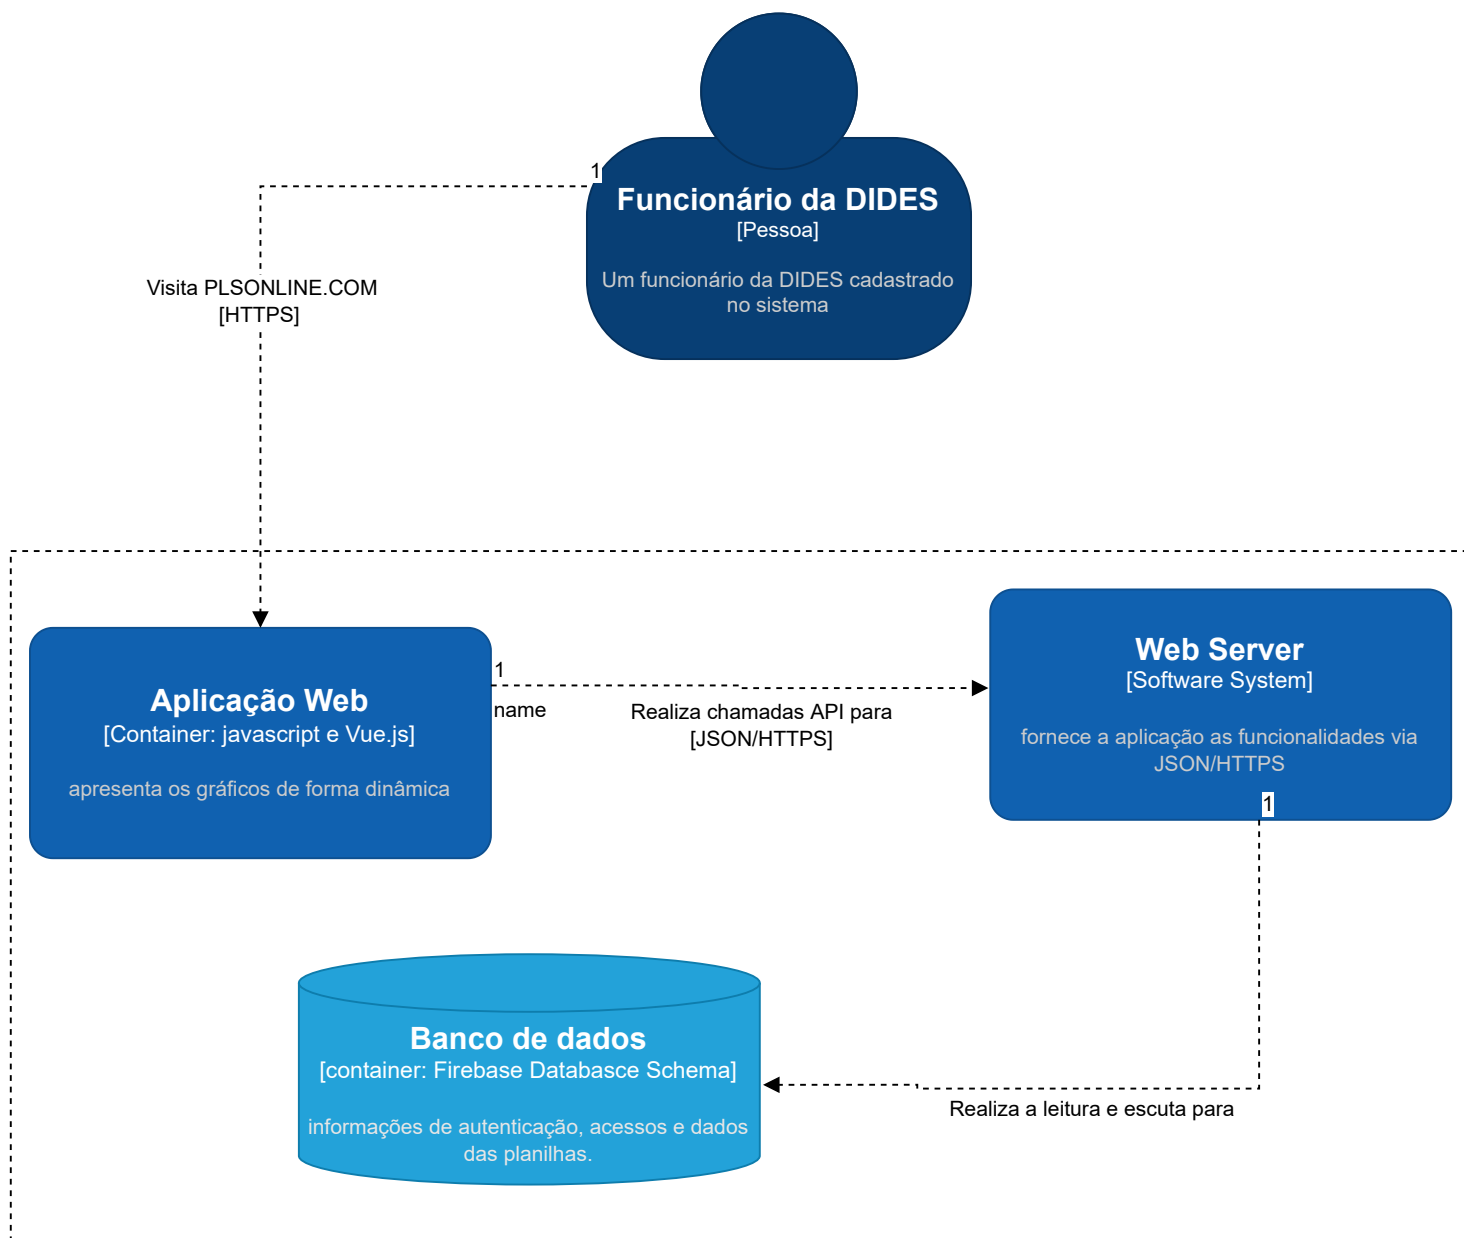 1
Funcionário da DIDES
[Pessoa]
Um funcionário da DIDES cadastrado
no sistema
Visita PLSONLINE.COM
[HTTPS]
Aplicação Web
[Container: javascript e Vue.js]
apresenta os gráficos de forma dinâmica
1
name
Realiza chamadas API para
[JSON/HTTPS]
Web Server
[Software System]
fornece a aplicação as funcionalidades via
JSON/HTTPS
1
Banco de dados
[container: Firebase Databasce Schema]
informações de autenticação, acessos e dados
das planilhas.
Realiza a leitura e escuta para